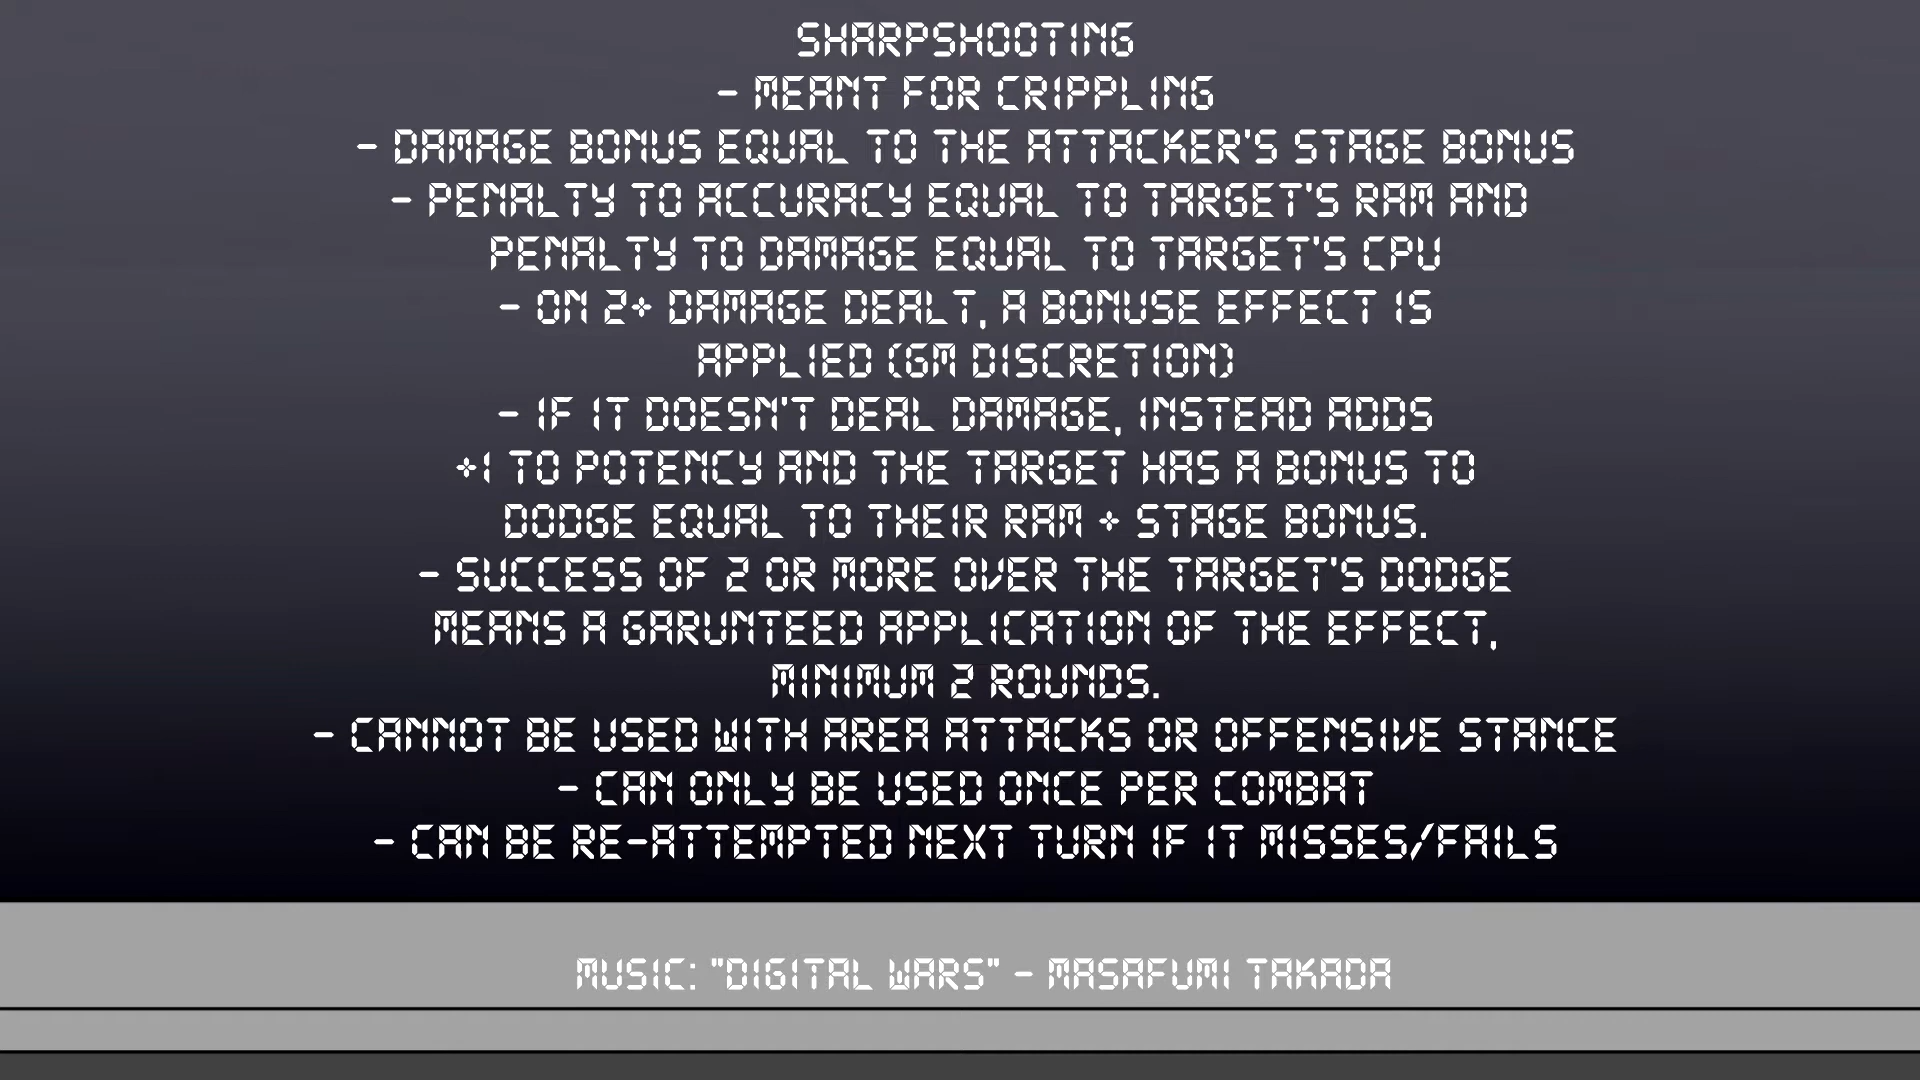 SHARPSHOOTING
- MEANT FOR CRIPPLING
- DAMAGE BONUS EQUAL TO THE ATTACKER'S STAGE BONUS
- PENALTY TO ACCURACY EQUAL TO TARGET'S RAM AND
PENALTY TO DAMAGE EQUAL TO TARGET'S CPU
- ON 2+ DAMAGE DEALT, A BONUSE EFFECT IS
APPLIED (GM DISCRETION)
- IF IT DOESN'T DEAL DAMAGE, INSTEAD ADDS
+1 TO POTENCY AND THE TARGET HAS A BONUS TO
DODGE EQUAL TO THEIR RAM + STAGE BONUS.
- SUCCESS OF 2 OR MORE OVER THE TARGET'S DODGE
MEANS A GARUNTEED APPLICATION OF THE EFFECT,
MINIMUM 2 ROUNDS.
- CANNOT BE USED WITH AREA ATTACKS OR OFFENSIVE STANCE
- CAN ONLY BE USED ONCE PER COMBAT
- CAN BE RE-ATTEMPTED NEXT TURN IF IT MISSES/FAILS
MUSIC: "DIGITAL WARS" - MASAFUMI TAKADA